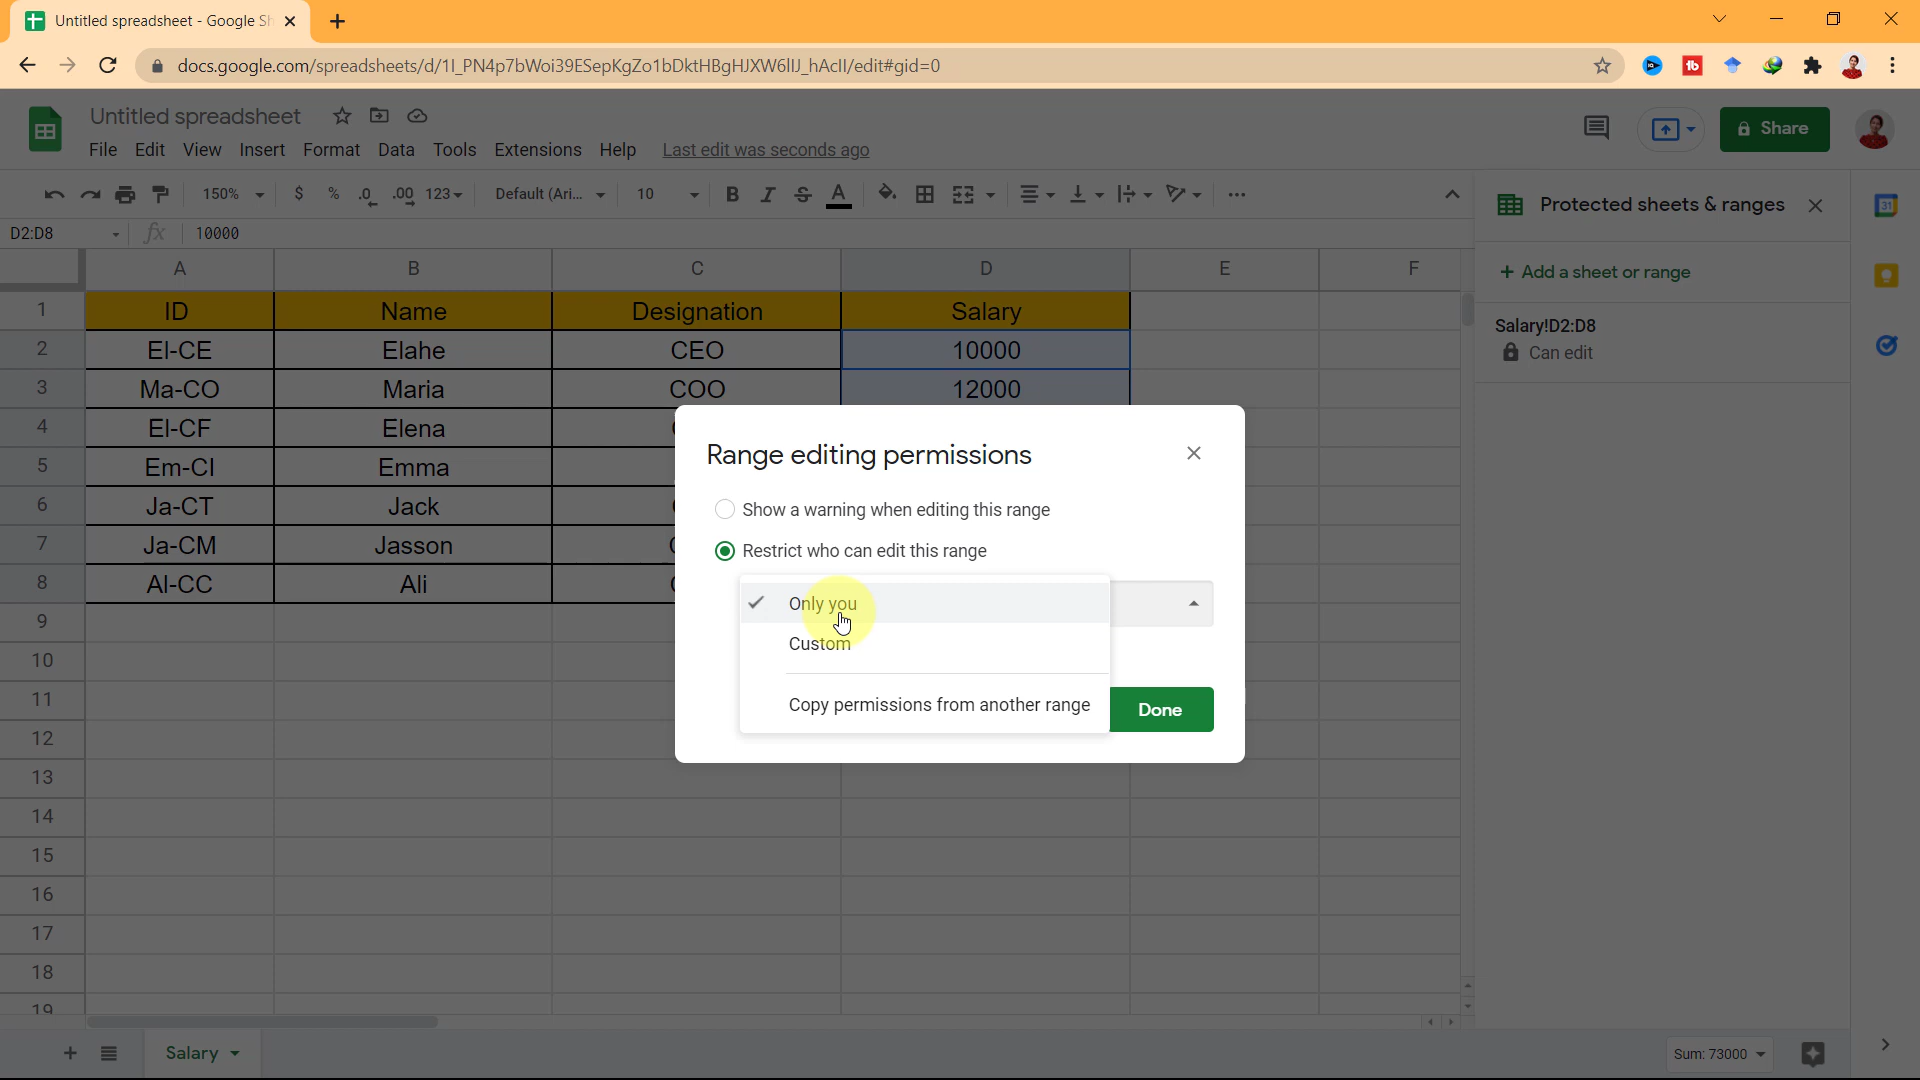 Untitled spreadsheet - Google Sh
docs.google.com/spreadsheets/d/1I_PN4p7bWoi39ESepKgZo1bDktHBgHJXW6lIJ_hAcII/edit#gid=0
Untitled spreadsheet
File Edit View Insert Format Data Tools Extensions Help Last edit was seconds ago
Share
150% $ % .0 .00 123 Default (Ari... 10 B I S A
D2:D8 fx 10000
Protected sheets & ranges
+ Add a sheet or range
Salary!D2:D8
Can edit
A B C D E F
1 ID Name Designation Salary
2 El-CE Elahe CEO 10000
3 Ma-CO Maria COO 12000
4 El-CF Elena
5 Em-CI Emma
6 Ja-CT Jack
7 Ja-CM Jasson
8 Al-CC Ali
9
10
11
12
13
14
15
16
17
18
19
Range editing permissions
Show a warning when editing this range
Restrict who can edit this range
Only you
Custom
Copy permissions from another range
Done
Salary
Sum: 73000
31